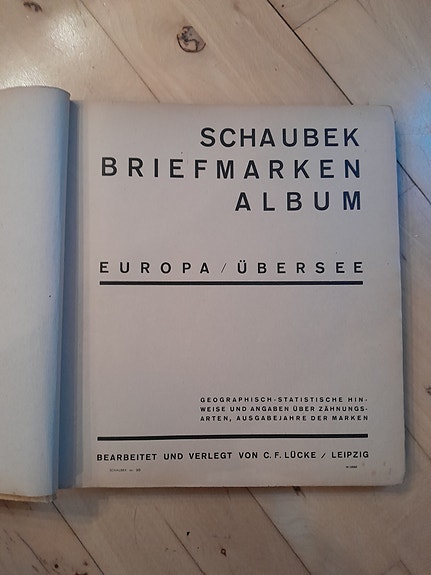 SCHAUBEK
BRIEFMARKEN
ALBUM
EUROPA / ÜBERSEE
GEOGRAPHISCH-STATISTISCHE HIN-
WEISE UND ANGABEN ÜBER ZÄHNUNGS-
ARTEN, AUSGABEJAHRE DER MARKEN
BEARBEITET UND VERLEGT VON C. F. LÜCKE / LEIPZIG
SCHAUBEK